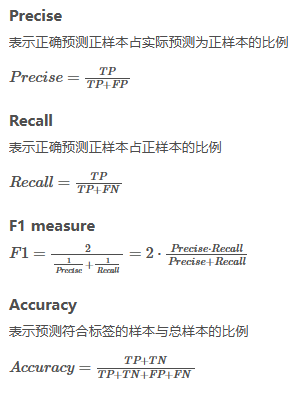 Precise
表示正确预测正样本占实际预测为正样本的比例
Precise = \frac{TP}{TP+FP}
Recall
表示正确预测正样本占正样本的比例
Recall = \frac{TP}{TP+FN}
F1 measure
F1 = \frac{2}{\frac{1}{Precise}+\frac{1}{Recall}} = 2 \cdot \frac{Precise \cdot Recall}{Precise+Recall}
Accuracy
表示预测符合标签的样本与总样本的比例
Accuracy = \frac{TP+TN}{TP+TN+FP+FN}